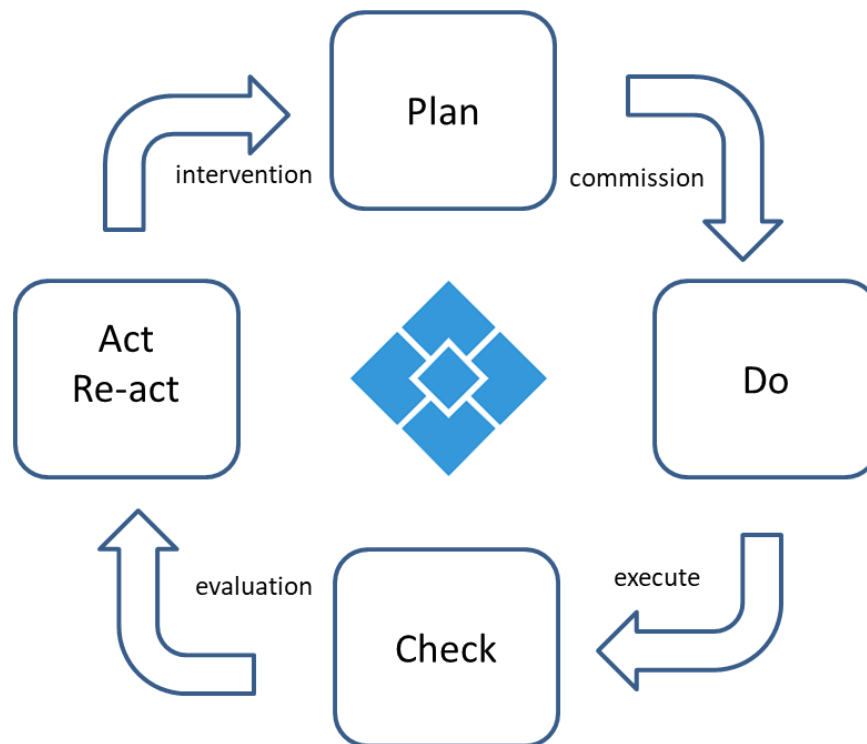 Plan
intervention
commission
Act
Re-act
Do
evaluation
execute
Check